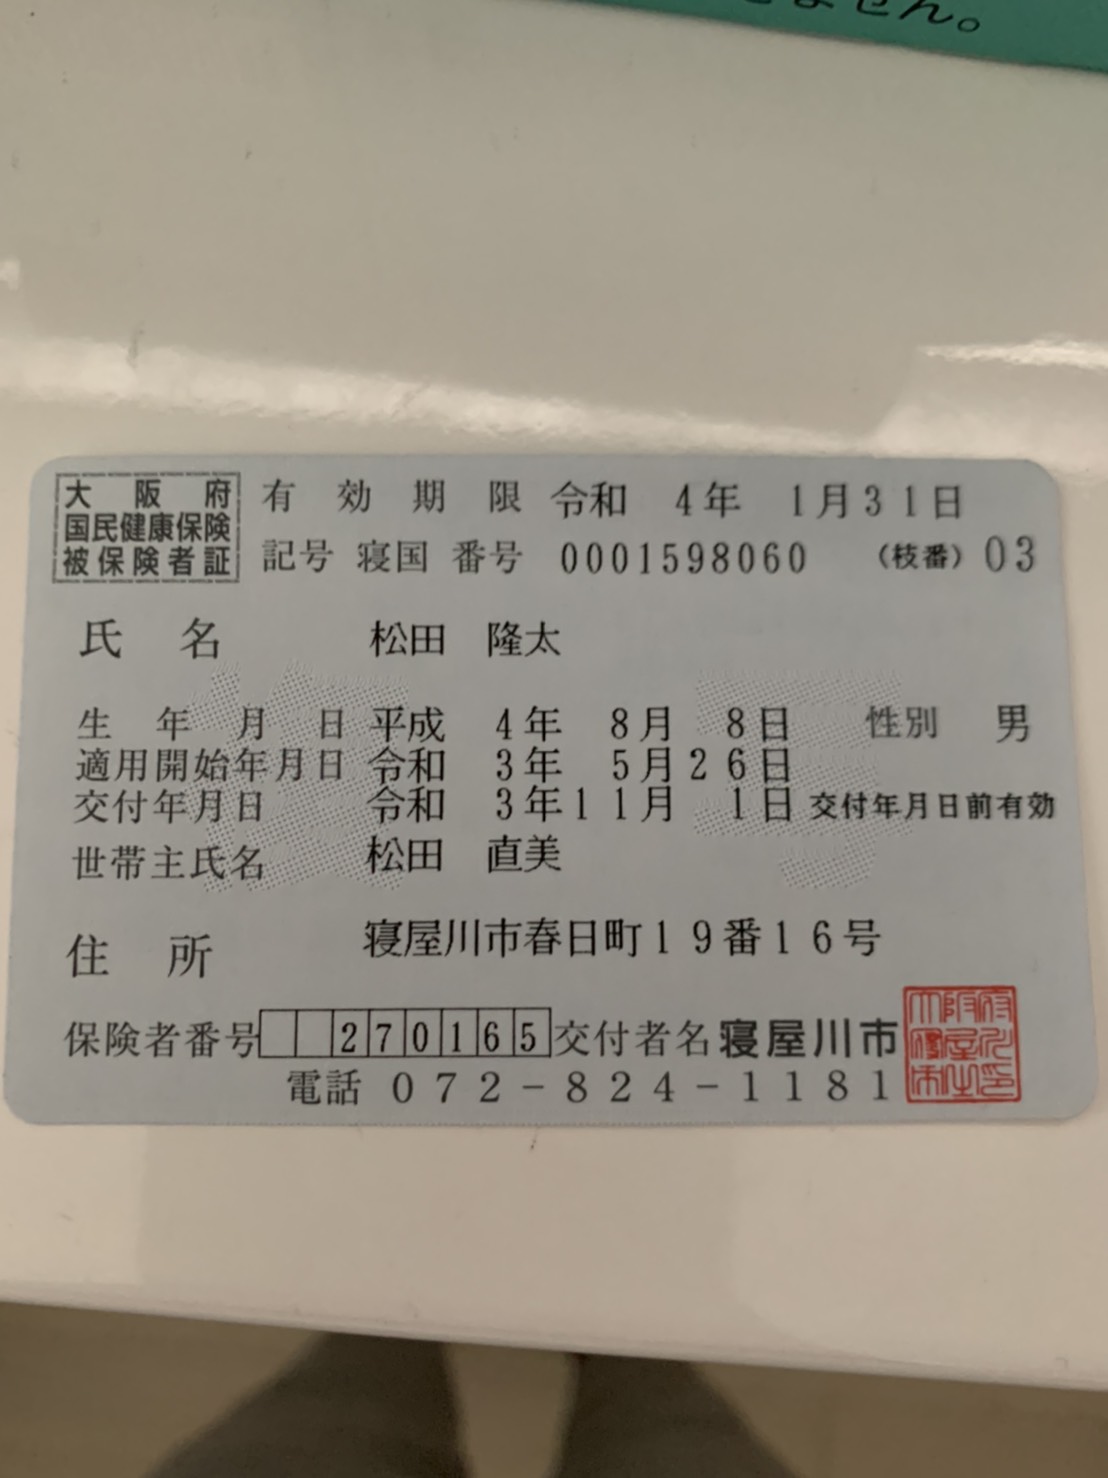 ません。
大阪府
国民健康保険
被保険者証
有効期限 令和 4年 1月31日
記号 寝国 番号 0001598060 (枝番) 03
氏名 松田 隆太
生年月日 平成 4年 8月 8日 性別 男
適用開始年月日 令和 3年 5月26日
交付年月日 令和 3年11月 1日 交付年月日前有効
世帯主氏名 松田 直美
住所 寝屋川市春日町19番16号
保険者番号 270165 交付者名 寝屋川市
電話 072-824-1181